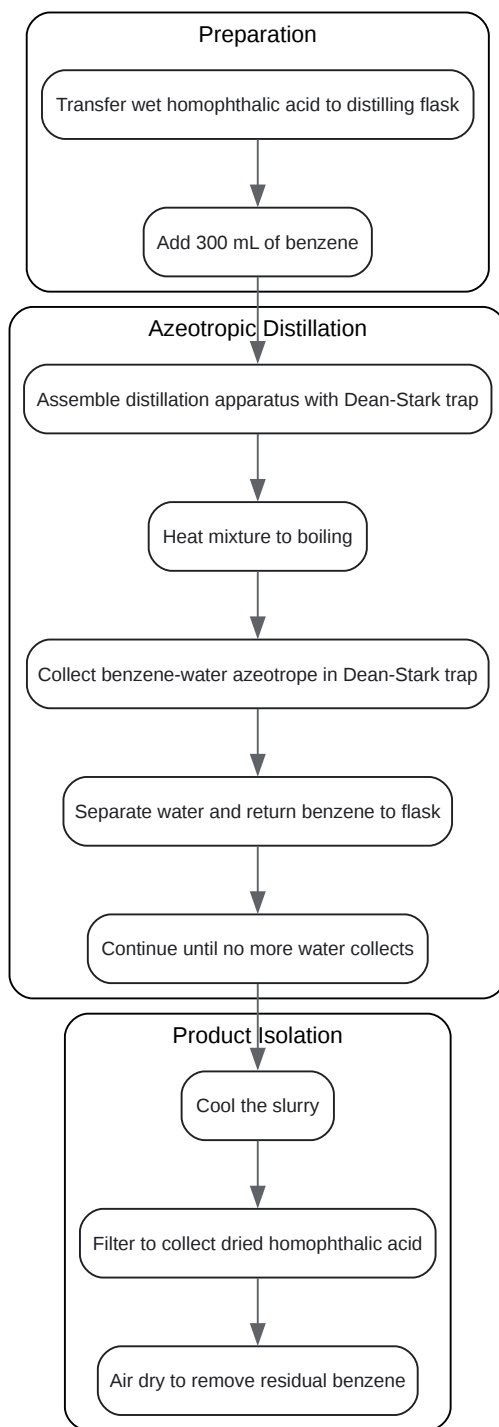 Preparation
Transfer wet homophthalic acid to distilling flask
Add 300 mL of benzene
Azeotropic Distillation
Assemble distillation apparatus with Dean-Stark trap
Heat mixture to boiling
Collect benzene-water azeotrope in Dean-Stark trap
Separate water and return benzene to flask
Continue until no more water collects
Product Isolation
Cool the slurry
Filter to collect dried homophthalic acid
Air dry to remove residual benzene